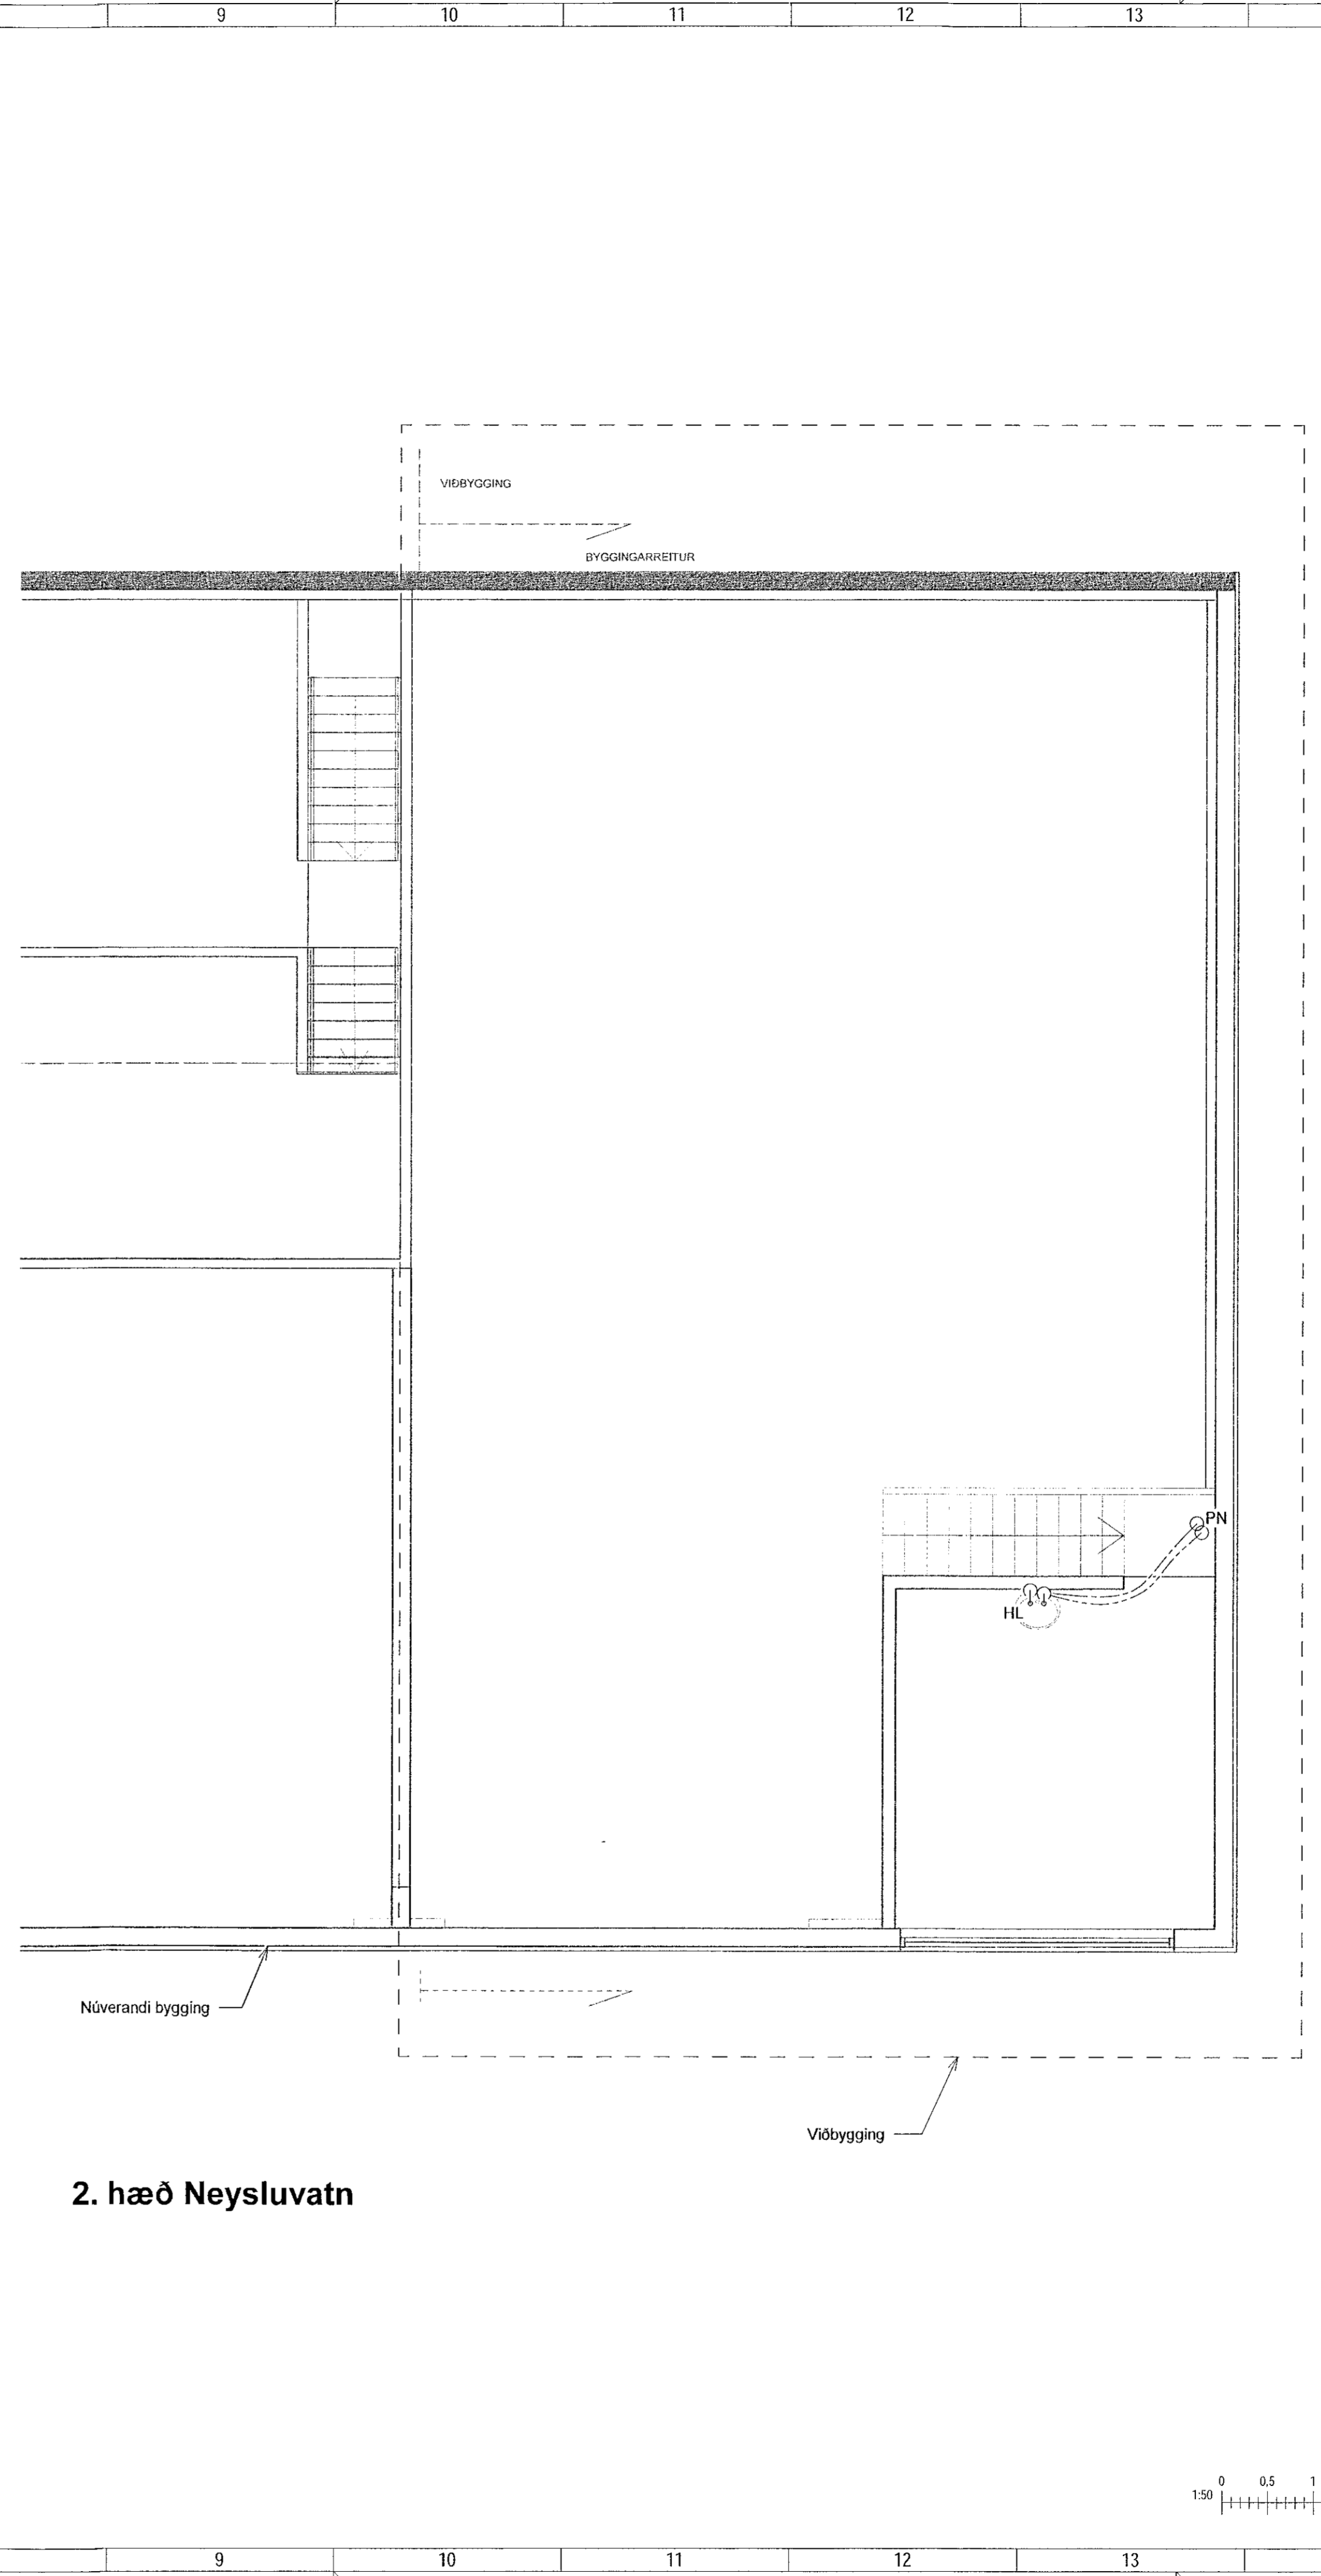 9 10 11 12 13
VIÐBYGGING
BYGGINGARREITUR
PN
HL
Núverandi bygging
Viðbygging
2. hæð Neysluvatn
0 0,5 1
1:50
9 10 11 12 13